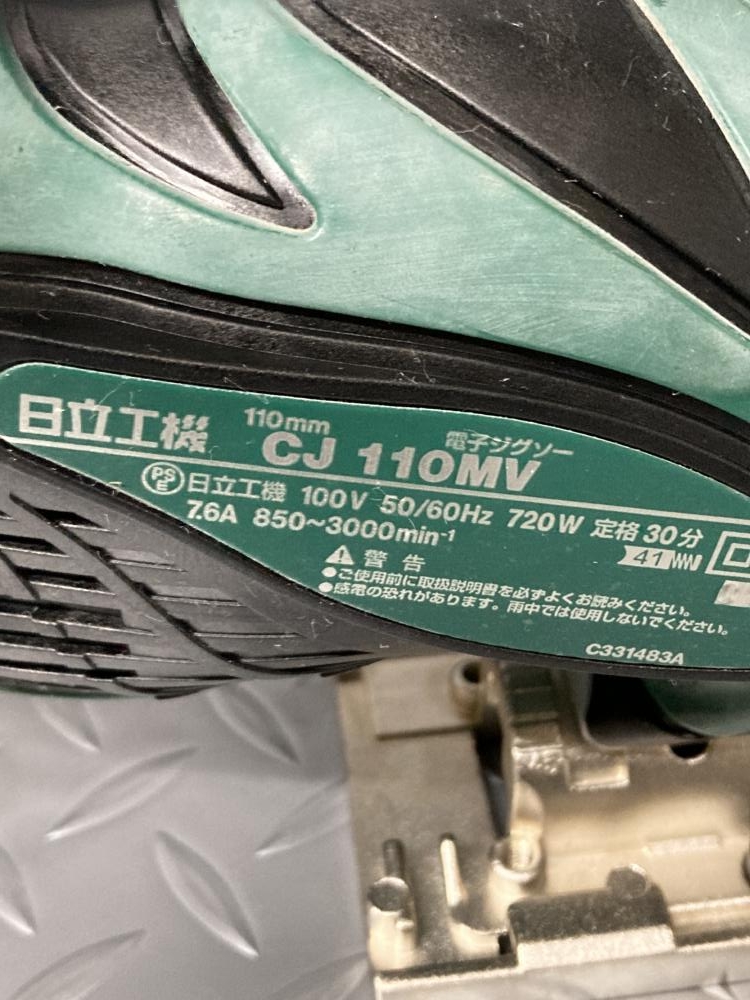 日立工機 110mm 電子ジグソー
CJ 110MV
PSE 日立工機 100V 50/60Hz 720W 定格30分
7.6A 850~3000min⁻¹
41
警告
●ご使用前に取扱説明書を必ずよくお読みください。
●感電の恐れがあります。雨中では使用しないでください。
C331483A